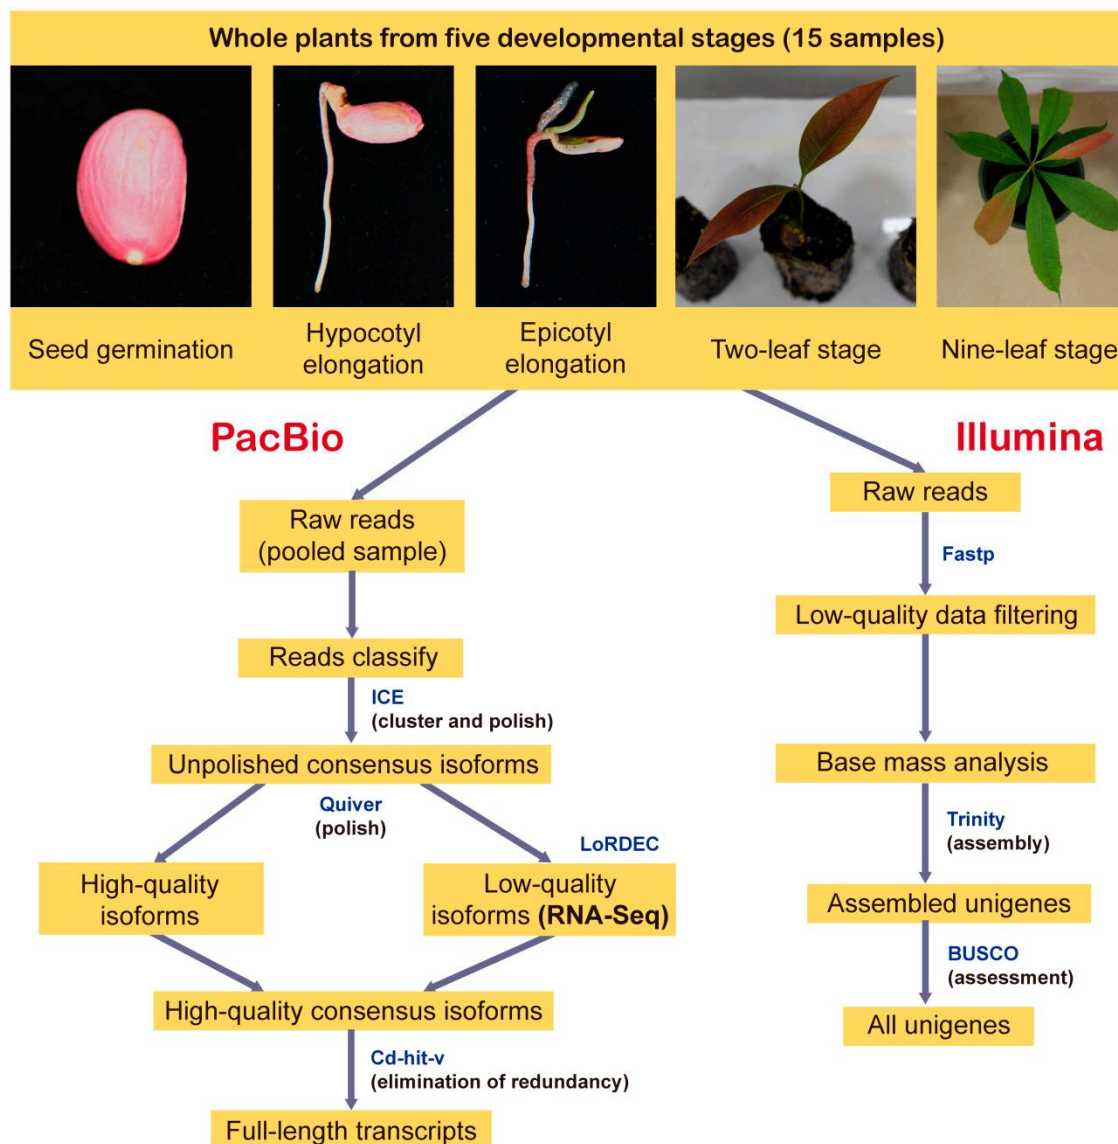 Whole plants from five developmental stages (15 samples)
Seed germination
Hypocotyl
elongation
Epicotyl
elongation
Two-leaf stage
Nine-leaf stage
PacBio
Raw reads
(pooled sample)
Reads classify
ICE
(cluster and polish)
Unpolished consensus isoforms
Quiver
(polish)
LoRDEC
High-quality
isoforms
Low-quality
isoforms (RNA-Seq)
High-quality consensus isoforms
Cd-hit-v
(elimination of redundancy)
Full-length transcripts
Illumina
Raw reads
Fastp
Low-quality data filtering
Base mass analysis
Trinity
(assembly)
Assembled unigenes
BUSCO
(assessment)
All unigenes